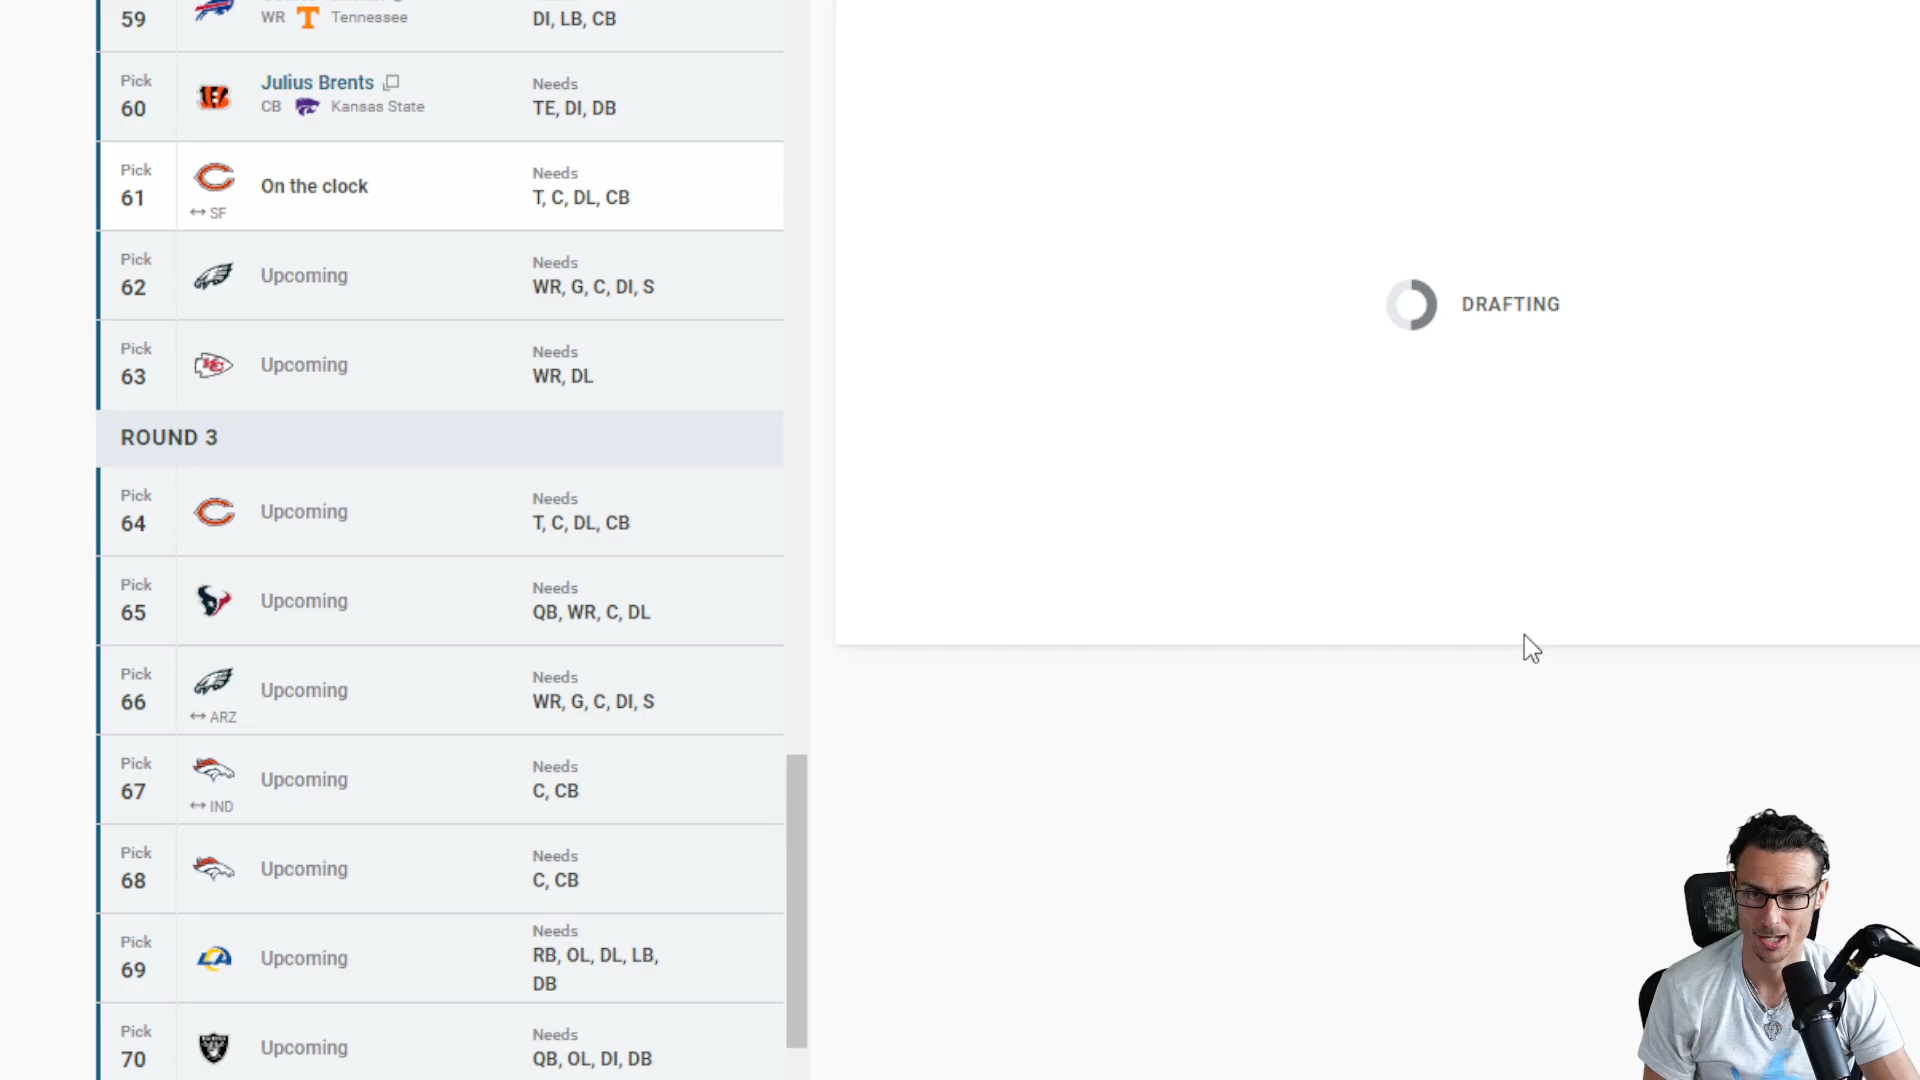 59
WR Tennessee
DI, LB, CB
Pick
60
Julius Brents
CB Kansas State
Needs
TE, DI, DB
Pick
61
↔ SF
On the clock
Needs
T, C, DL, CB
Pick
62
Upcoming
Needs
WR, G, C, DI, S
Pick
63
Upcoming
Needs
WR, DL
ROUND 3
Pick
64
Upcoming
Needs
T, C, DL, CB
Pick
65
Upcoming
Needs
QB, WR, C, DL
Pick
66
↔ ARZ
Upcoming
Needs
WR, G, C, DI, S
Pick
67
↔ IND
Upcoming
Needs
C, CB
Pick
68
Upcoming
Needs
C, CB
Pick
69
Upcoming
Needs
RB, OL, DL, LB,
DB
Pick
70
Upcoming
Needs
QB, OL, DI, DB
DRAFTING